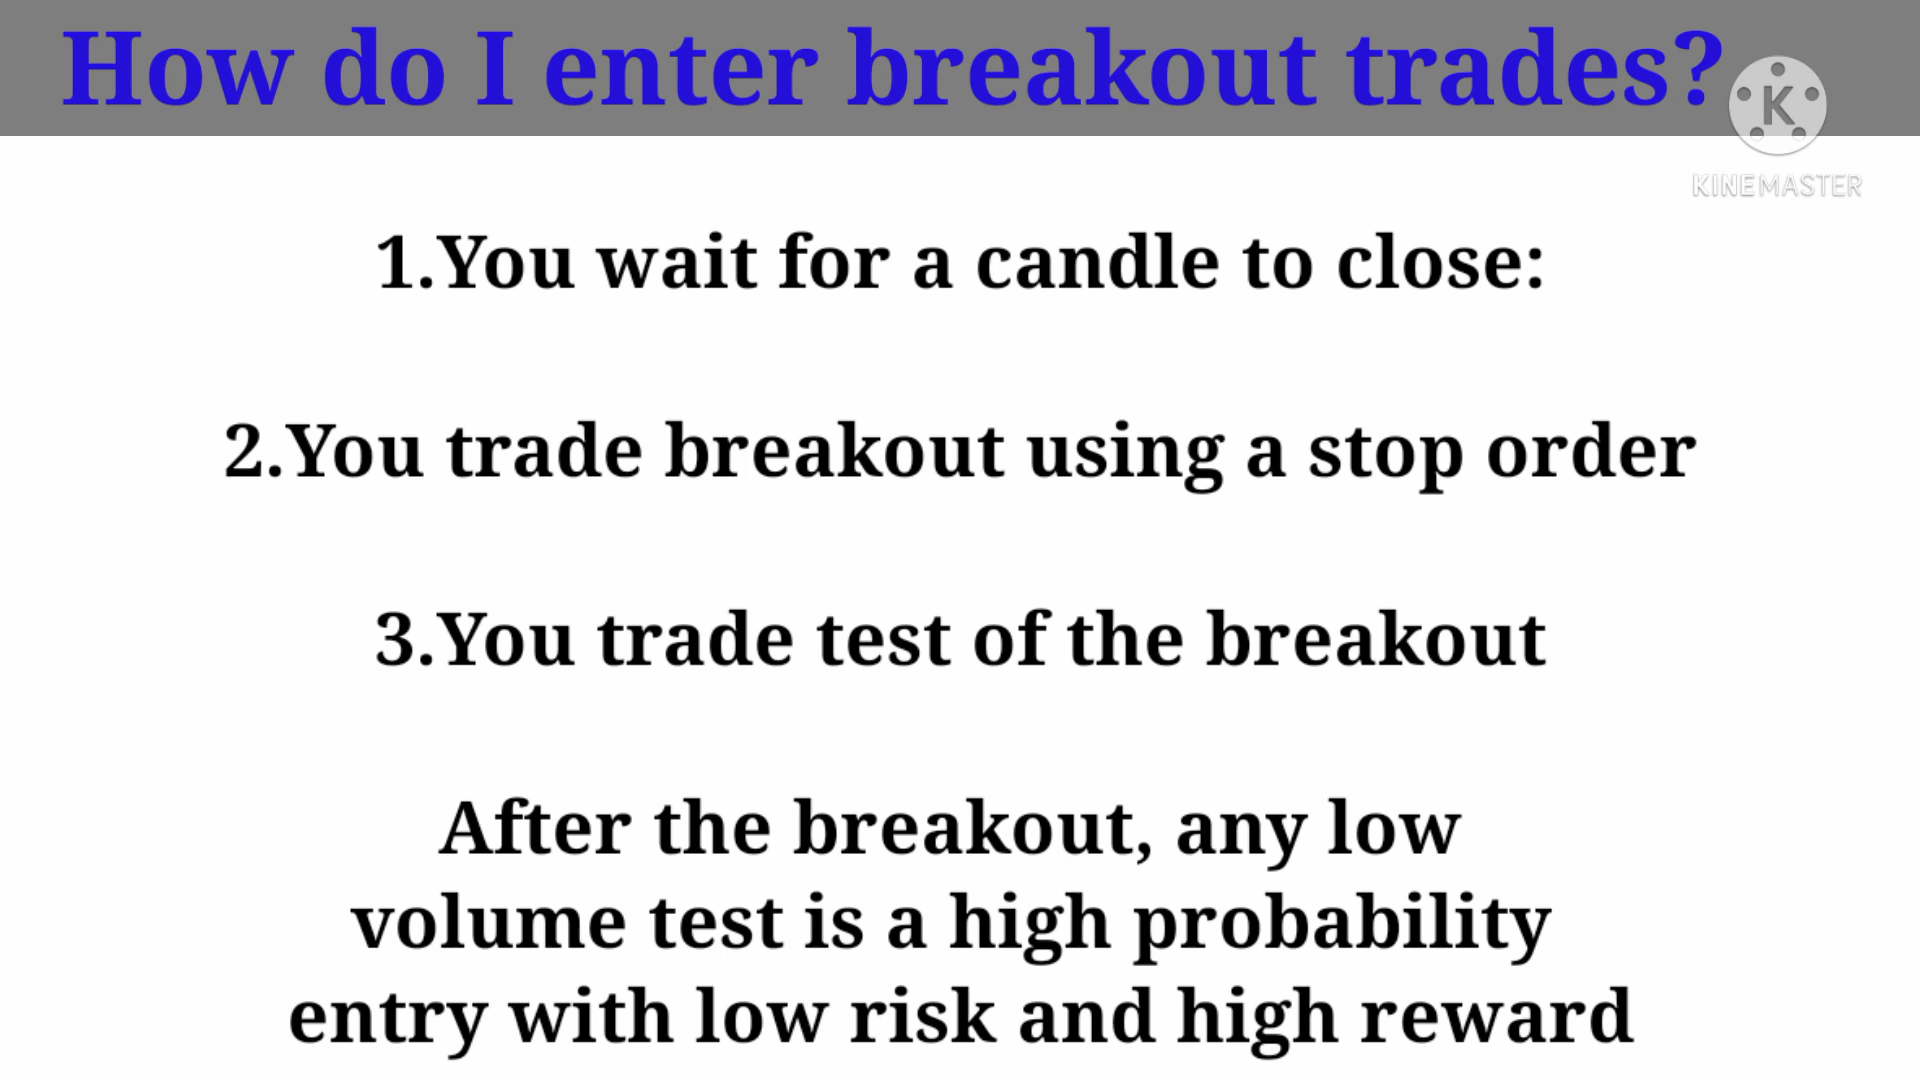 How do I enter breakout trades?
K
KINEMASTER
1.You wait for a candle to close:
2.You trade breakout using a stop order
3.You trade test of the breakout
After the breakout, any low
volume test is a high probability
entry with low risk and high reward